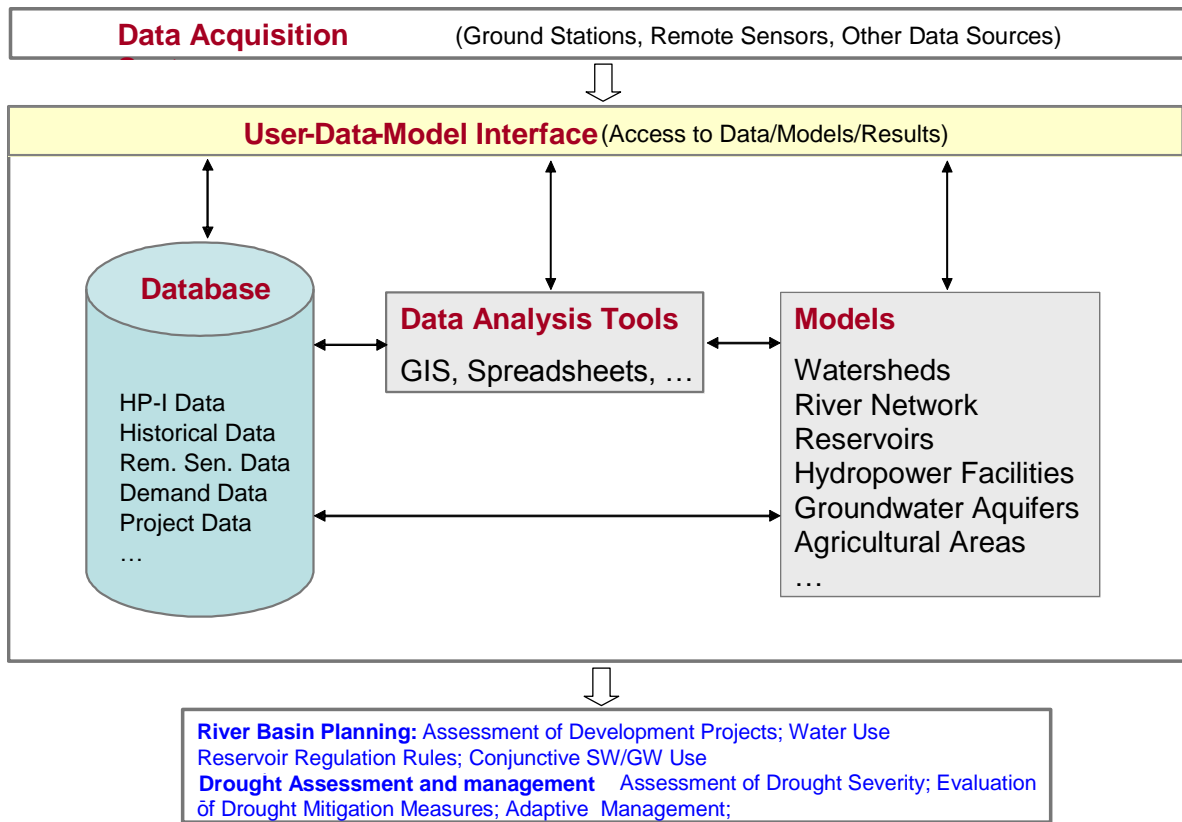 Data Acquisition (Ground Stations, Remote Sensors, Other Data Sources)
User-Data-Model Interface (Access to Data/Models/Results)
Database
HP-I Data
Historical Data
Rem. Sen. Data
Demand Data
Project Data
…
Data Analysis Tools
GIS, Spreadsheets, …
Models
Watersheds
River Network
Reservoirs
Hydropower Facilities
Groundwater Aquifers
Agricultural Areas
…
River Basin Planning: Assessment of Development Projects; Water Use
Reservoir Regulation Rules; Conjunctive SW/GW Use
Drought Assessment and management Assessment of Drought Severity; Evaluation
of Drought Mitigation Measures; Adaptive Management;